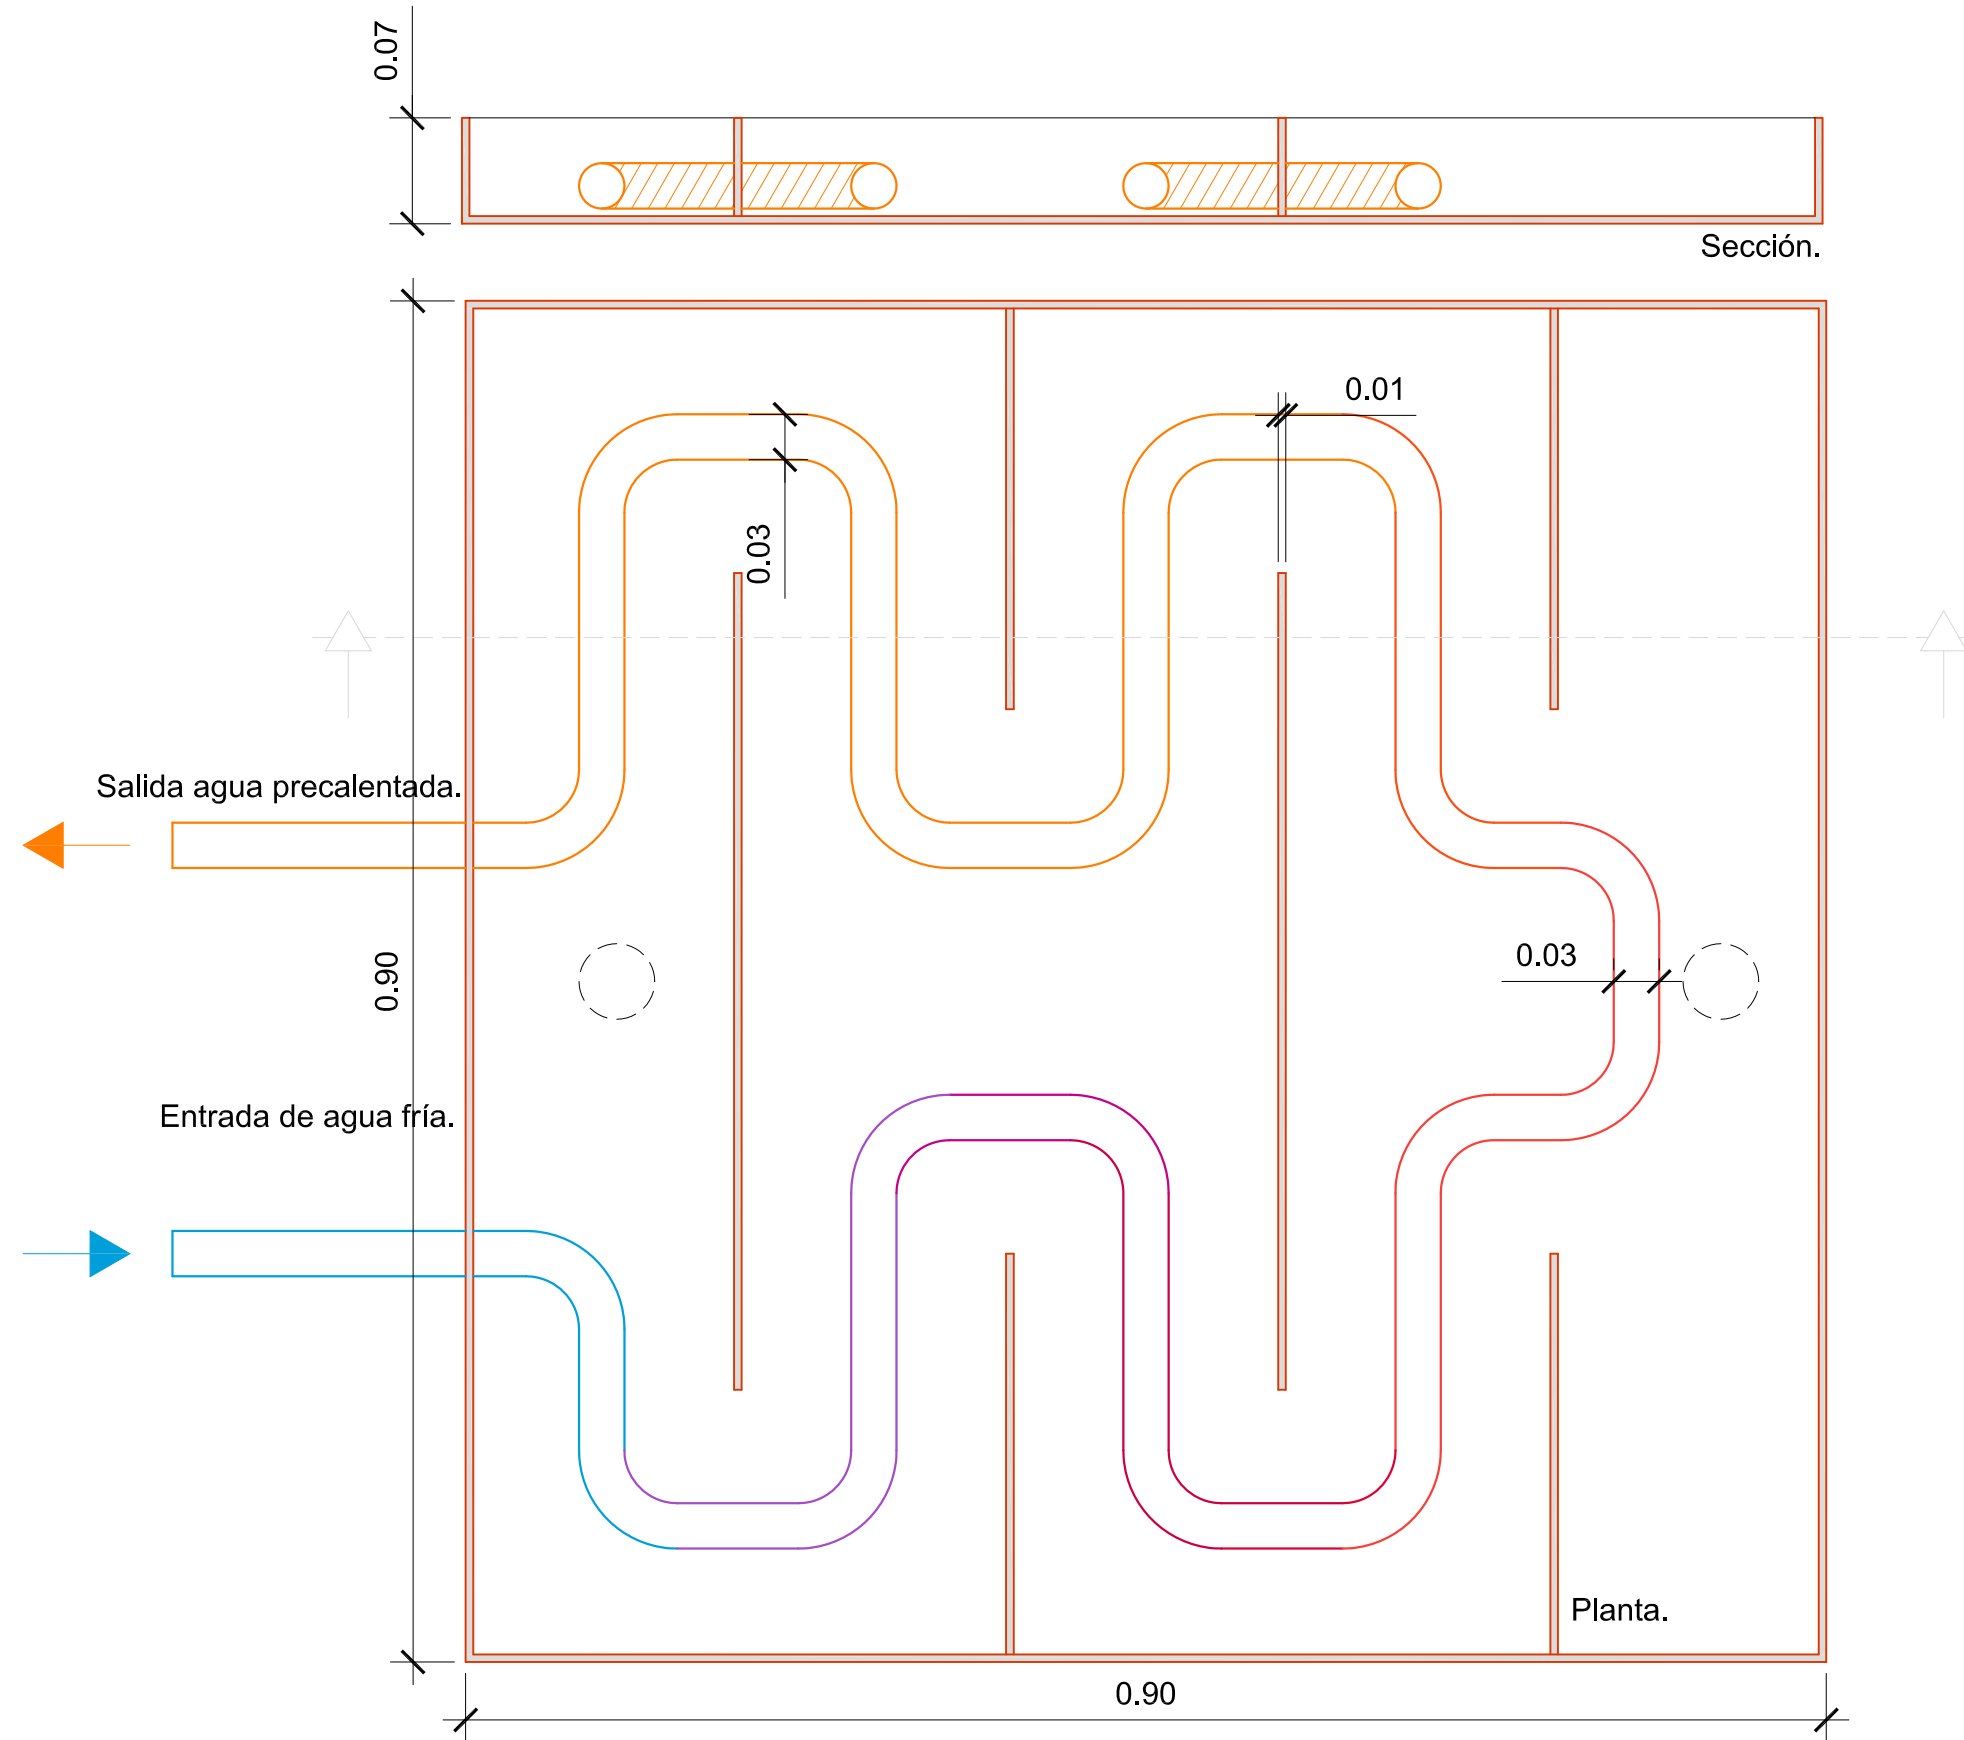 0.07
Sección.
0.01
0.03
Salida agua precalentada.
0.03
0.90
Entrada de agua fría.
Planta.
0.90